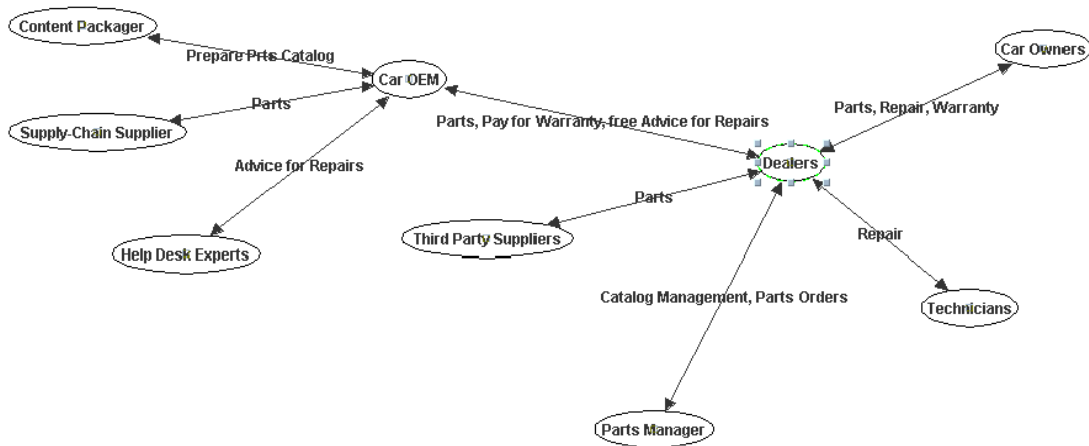 Content Packager
Car Owners
Prepare Prts Catalog
Car OEM
Parts
Parts, Repair, Warranty
Parts, Pay for Warranty, free Advice for Repairs
Supply-Chain Supplier
Advice for Repairs
Dealers
Parts
Repair
Third Party Suppliers
Help Desk Experts
Catalog Management, Parts Orders
Technicians
Parts Manager